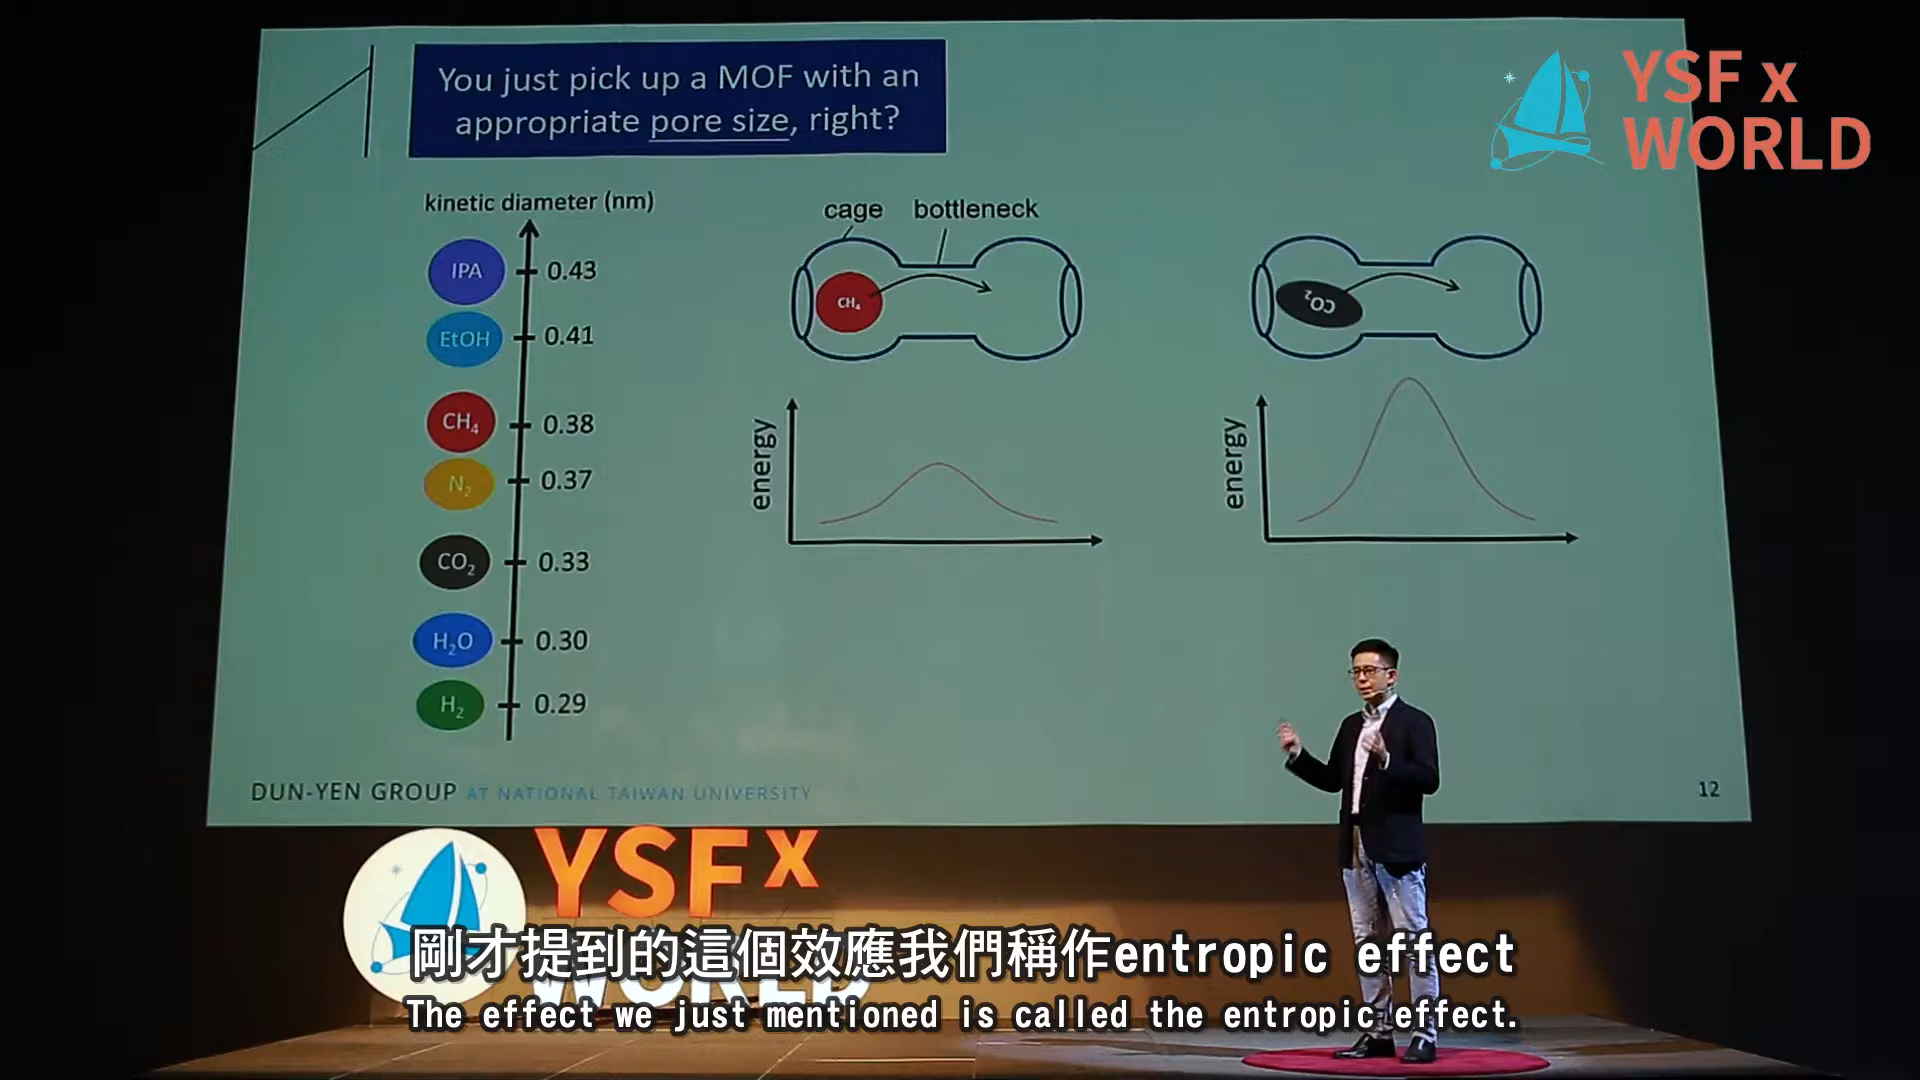 You just pick up a MOF with an
appropriate pore size, right?
YSF x
WORLD
kinetic diameter (nm)
IPA
0.43
EtOH
0.41
CH₄
0.38
N₂
0.37
CO₂
0.33
H₂O
0.30
H₂
0.29
cage
bottleneck
CH₄
energy
CO₂
energy
DUN-YEN GROUP AT NATIONAL TAIWAN UNIVERSITY
12
YSF x
WORLD
剛才提到的這個效應我們稱作entropic effect
The effect we just mentioned is called the entropic effect.